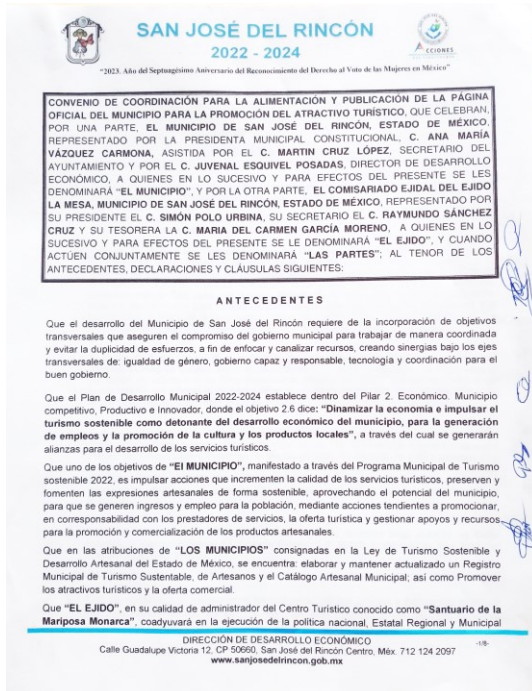 SAN JOSÉ DEL RINCÓN
2022 - 2024
ACCIONES
"2023. Año del Septuagésimo Aniversario del Reconocimiento del Derecho al Voto de las Mujeres en México"
CONVENIO DE COORDINACIÓN PARA LA ALIMENTACIÓN Y PUBLICACIÓN DE LA PÁGINA
OFICIAL DEL MUNICIPIO PARA LA PROMOCIÓN DEL ATRACTIVO TURÍSTICO, QUE CELEBRAN,
POR UNA PARTE, EL MUNICIPIO DE SAN JOSÉ DEL RINCÓN, ESTADO DE MÉXICO,
REPRESENTADO POR LA PRESIDENTA MUNICIPAL CONSTITUCIONAL, C. ANA MARÍA
VÁZQUEZ CARMONA, ASISTIDA POR EL C. MARTIN CRUZ LÓPEZ, SECRETARIO DEL
AYUNTAMIENTO Y POR EL C. JUVENAL ESQUIVEL POSADAS, DIRECTOR DE DESARROLLO
ECONÓMICO, A QUIENES EN LO SUCESIVO Y PARA EFECTOS DEL PRESENTE SE LES
DENOMINARÁ "EL MUNICIPIO", Y POR LA OTRA PARTE, EL COMISARIADO EJIDAL DEL EJIDO
LA MESA, MUNICIPIO DE SAN JOSÉ DEL RINCÓN, ESTADO DE MÉXICO, REPRESENTADO POR
SU PRESIDENTE EL C. SIMÓN POLO URBINA, SU SECRETARIO EL C. RAYMUNDO SÁNCHEZ
CRUZ Y SU TESORERA LA C. MARIA DEL CARMEN GARCÍA MORENO, A QUIENES EN LO
SUCESIVO Y PARA EFECTOS DEL PRESENTE SE LE DENOMINARÁ "EL EJIDO", Y CUANDO
ACTÚEN CONJUNTAMENTE SE LES DENOMINARÁ "LAS PARTES"; AL TENOR DE LOS
ANTECEDENTES, DECLARACIONES Y CLÁUSULAS SIGUIENTES:
ANTECEDENTES
Que el desarrollo del Municipio de San José del Rincón requiere de la incorporación de objetivos
transversales que aseguren el compromiso del gobierno municipal para trabajar de manera coordinada
y evitar la duplicidad de esfuerzos, a fin de enfocar y canalizar recursos, creando sinergias bajo los ejes
transversales de: igualdad de género, gobierno capaz y responsable, tecnología y coordinación para el
buen gobierno.
Que el Plan de Desarrollo Municipal 2022-2024 establece dentro del Pilar 2. Económico. Municipio
competitivo, Productivo e Innovador, donde el objetivo 2.6 dice: "Dinamizar la economía e impulsar el
turismo sostenible como detonante del desarrollo económico del municipio, para la generación
de empleos y la promoción de la cultura y los productos locales", a través del cual se generarán
alianzas para el desarrollo de los servicios turísticos.
Que uno de los objetivos de "El MUNICIPIO", manifestado a través del Programa Municipal de Turismo
sostenible 2022, es impulsar acciones que incrementen la calidad de los servicios turísticos, preserven y
fomenten las expresiones artesanales de forma sostenible, aprovechando el potencial del municipio,
para que se generen ingresos y empleo para la población, mediante acciones tendientes a promocionar,
en corresponsabilidad con los prestadores de servicios, la oferta turística y gestionar apoyos y recursos
para la promoción y comercialización de los productos artesanales.
Que en las atribuciones de "LOS MUNICIPIOS" consignadas en la Ley de Turismo Sostenible y
Desarrollo Artesanal del Estado de México, se encuentra: elaborar y mantener actualizado un Registro
Municipal de Turismo Sustentable, de Artesanos y el Catálogo Artesanal Municipal; así como Promover
los atractivos turísticos y la oferta comercial.
Que "EL EJIDO", en su calidad de administrador del Centro Turístico conocido como "Santuario de la
Mariposa Monarca", coadyuvará en la ejecución de la política nacional, Estatal Regional y Municipal
DIRECCIÓN DE DESARROLLO ECONÓMICO
-1/8-
Calle Guadalupe Victoria 12, CP 50660, San José del Rincón Centro, Méx. 712 124 2097
www.sanjosedelrincon.gob.mx